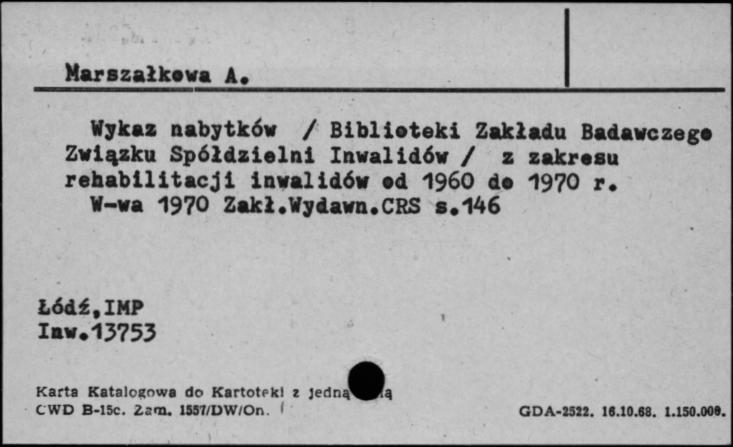 Marszałkowa A.
Wykaz nabytków / Biblioteki Zakładu Badawczego
Związku Spółdzielni Inwalidów / z zakresu
rehabilitacji inwalidów od 1960 do 1970 r.
W-wa 1970 Zakł.Wydawn.CRS s.146
Łódź,IMP
Inw.13753
Karta Katalogowa do Kartoteki z jedną
CWD B-15c. Zam. 1557/DW/On.
GDA-2522. 16.10.68. 1.150.000.